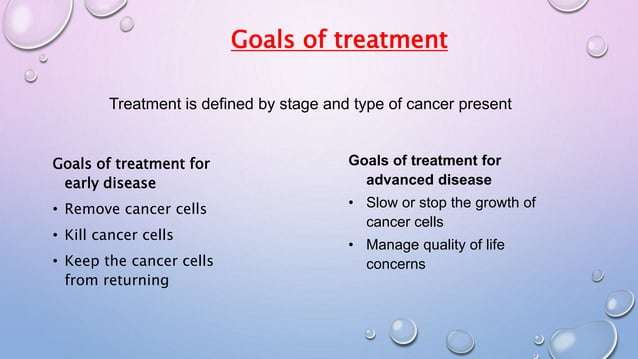 Goals of treatment
Treatment is defined by stage and type of cancer present
Goals of treatment for
early disease
• Remove cancer cells
• Kill cancer cells
• Keep the cancer cells
from returning
Goals of treatment for
advanced disease
• Slow or stop the growth of
cancer cells
• Manage quality of life
concerns